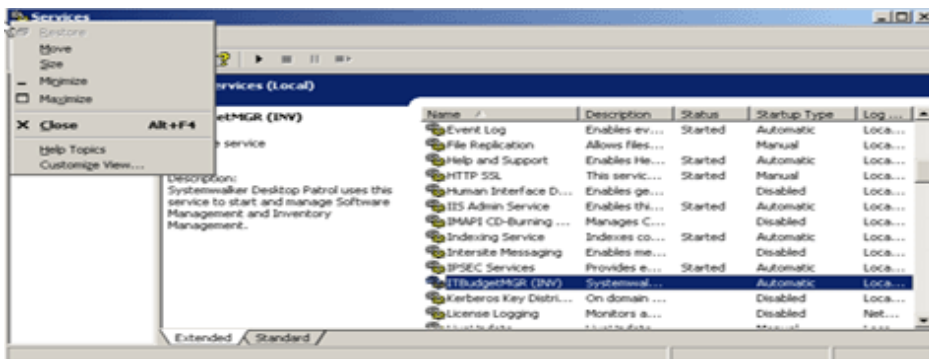 Services
Restore
Move
Size
Minimize
Maximize
Close Alt+F4
Help Topics
Customize View...
ervices (Local)
etMGR (INV)
service
Description:
Systemwalker Desktop Patrol uses this
service to start and manage Software
Management and Inventory
Management.
Name Description Status Startup Type Log ...
Event Log Enables ev... Started Automatic Loca...
File Replication Allows files... Manual Loca...
Help and Support Enables He... Started Automatic Loca...
HTTP SSL This servic... Started Manual Loca...
Human Interface D... Enables ge... Disabled Loca...
IIS Admin Service Enables thi... Started Automatic Loca...
IMAPI CD-Burning ... Manages C... Disabled Loca...
Indexing Service Indexes co... Started Automatic Loca...
Intersite Messaging Enables me... Disabled Loca...
IPSEC Services Provides e... Started Automatic Loca...
ITBudgetMGR (INV) Systemwal... Automatic Loca...
Kerberos Key Distri... On domain ... Disabled Loca...
License Logging Monitors a... Disabled Net...
Extended Standard